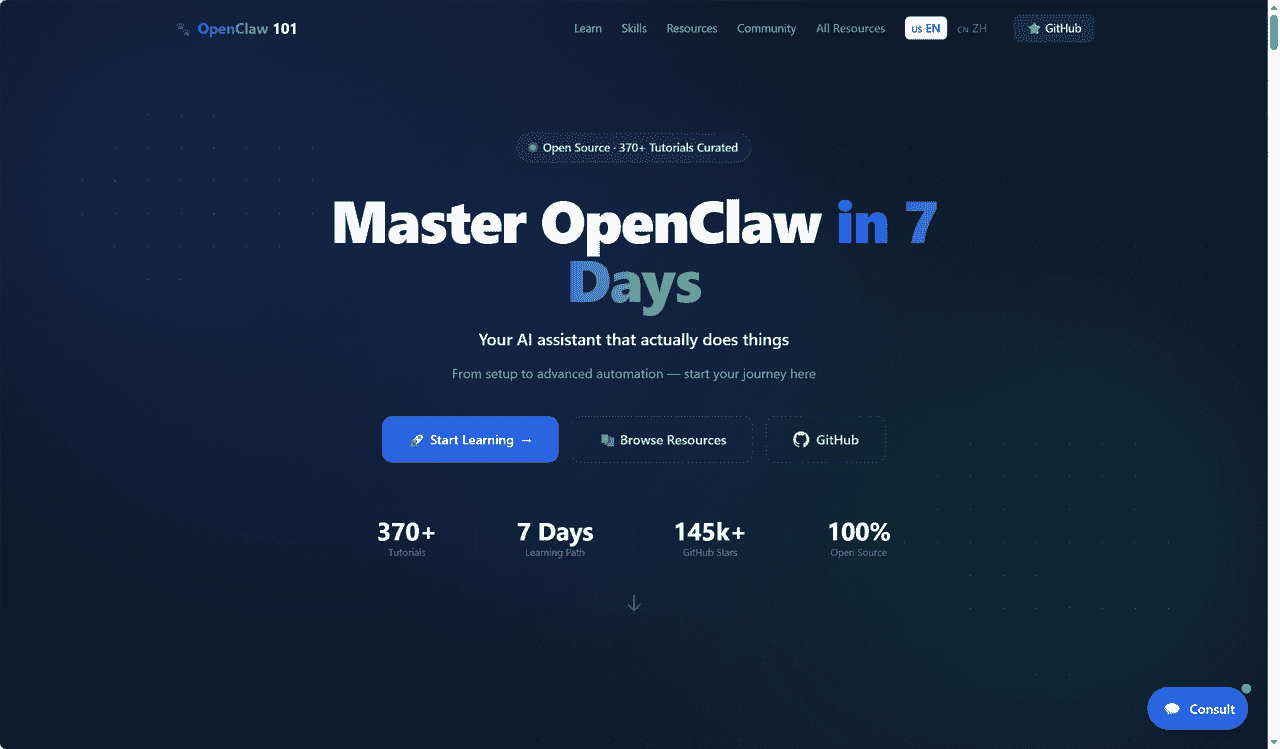 OpenClaw 101
Learn Skills Resources Community All Resources us EN CN ZH GitHub
Open Source · 370+ Tutorials Curated
Master OpenClaw in 7
Days
Your AI assistant that actually does things
From setup to advanced automation — start your journey here
Start Learning → Browse Resources GitHub
370+ 7 Days 145k+ 100%
Tutorials Learning Path GitHub Stars Open Source
Consult